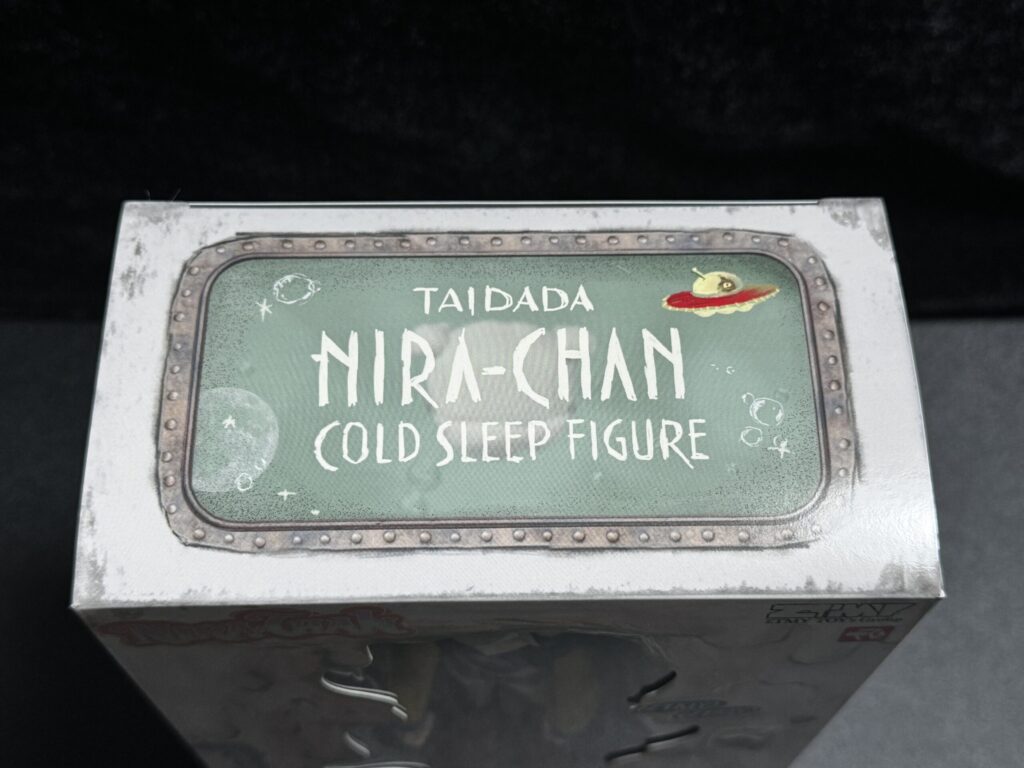 TAIDADA
NIRA-CHAN
COLD SLEEP FIGURE